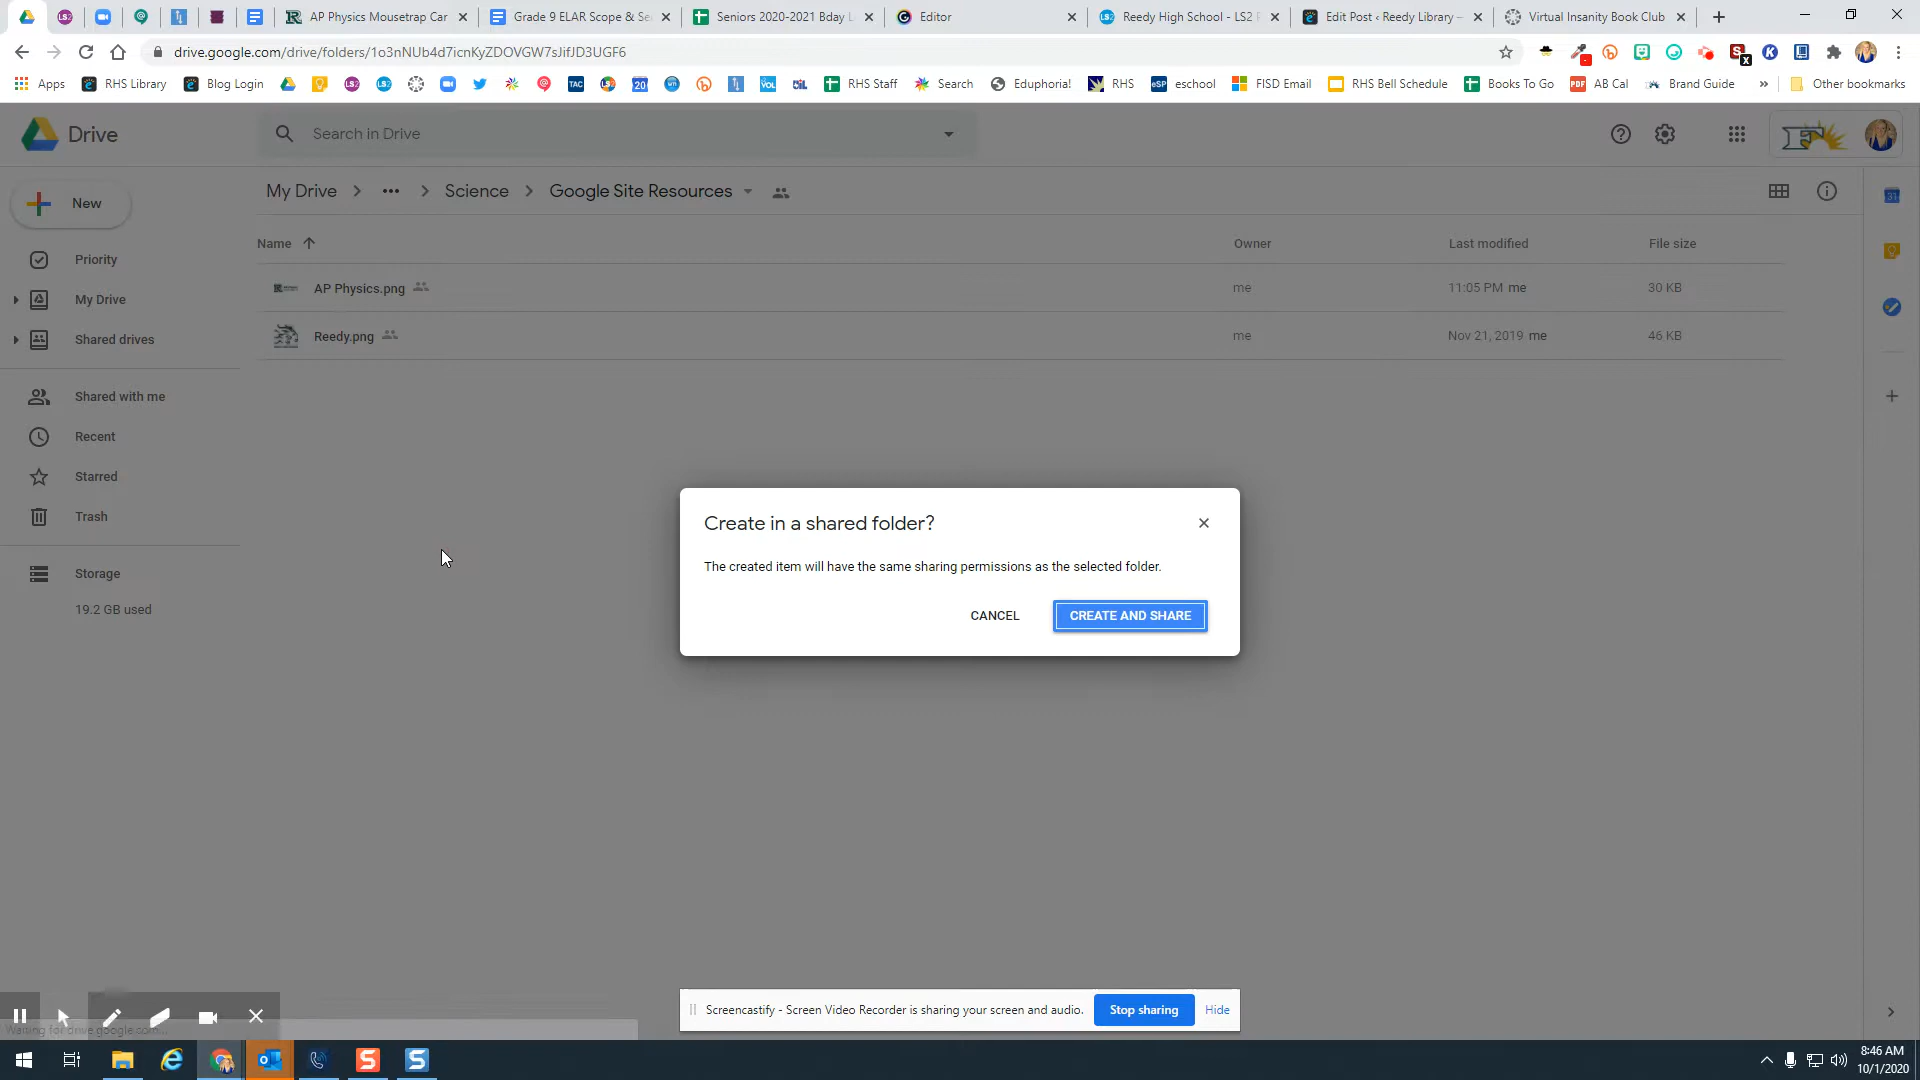 AP Physics Mousetrap Car
Grade 9 ELAR Scope & Se
Seniors 2020-2021 Bday L
Editor
Reedy High School - LS2 P
Edit Post ‹ Reedy Library —
Virtual Insanity Book Club
drive.google.com/drive/folders/1o3nNUb4d7icnKyZDOVGW7sJifJD3UGF6
Apps
RHS Library
Blog Login
RHS Staff
Search
Eduphoria!
RHS
eschool
FISD Email
RHS Bell Schedule
Books To Go
AB Cal
Brand Guide
»
Other bookmarks
Drive
Search in Drive
New
My Drive > ••• > Science > Google Site Resources
Name
Owner
Last modified
File size
Priority
My Drive
Shared drives
Shared with me
Recent
Starred
Trash
Storage
19.2 GB used
AP Physics.png
me
11:05 PM me
30 KB
Reedy.png
me
Nov 21, 2019 me
46 KB
Create in a shared folder?
The created item will have the same sharing permissions as the selected folder.
CANCEL
CREATE AND SHARE
Screencastify - Screen Video Recorder is sharing your screen and audio.
Stop sharing
Hide
Waiting for drive.google.com...
8:46 AM
10/1/2020